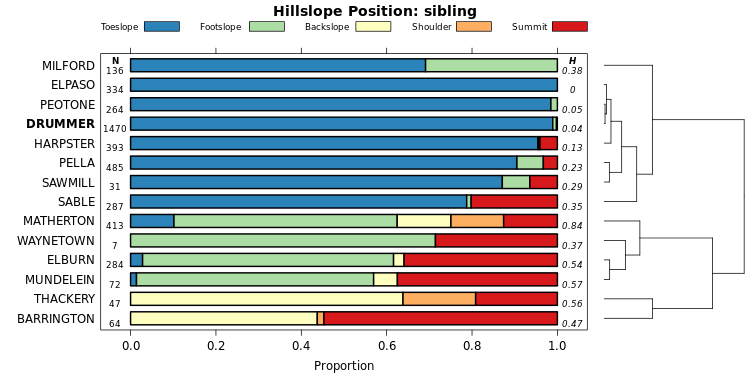 Hillslope Position: sibling
Toeslope Footslope Backslope Shoulder Summit
N H
MILFORD 136 0.38
ELPASO 334 0
PEOTONE 264 0.05
DRUMMER 1470 0.04
HARPSTER 393 0.13
PELLA 485 0.23
SAWMILL 31 0.29
SABLE 287 0.35
MATHERTON 413 0.84
WAYNETOWN 7 0.37
ELBURN 284 0.54
MUNDELEIN 72 0.57
THACKERY 47 0.56
BARRINGTON 64 0.47
0.0 0.2 0.4 0.6 0.8 1.0
Proportion